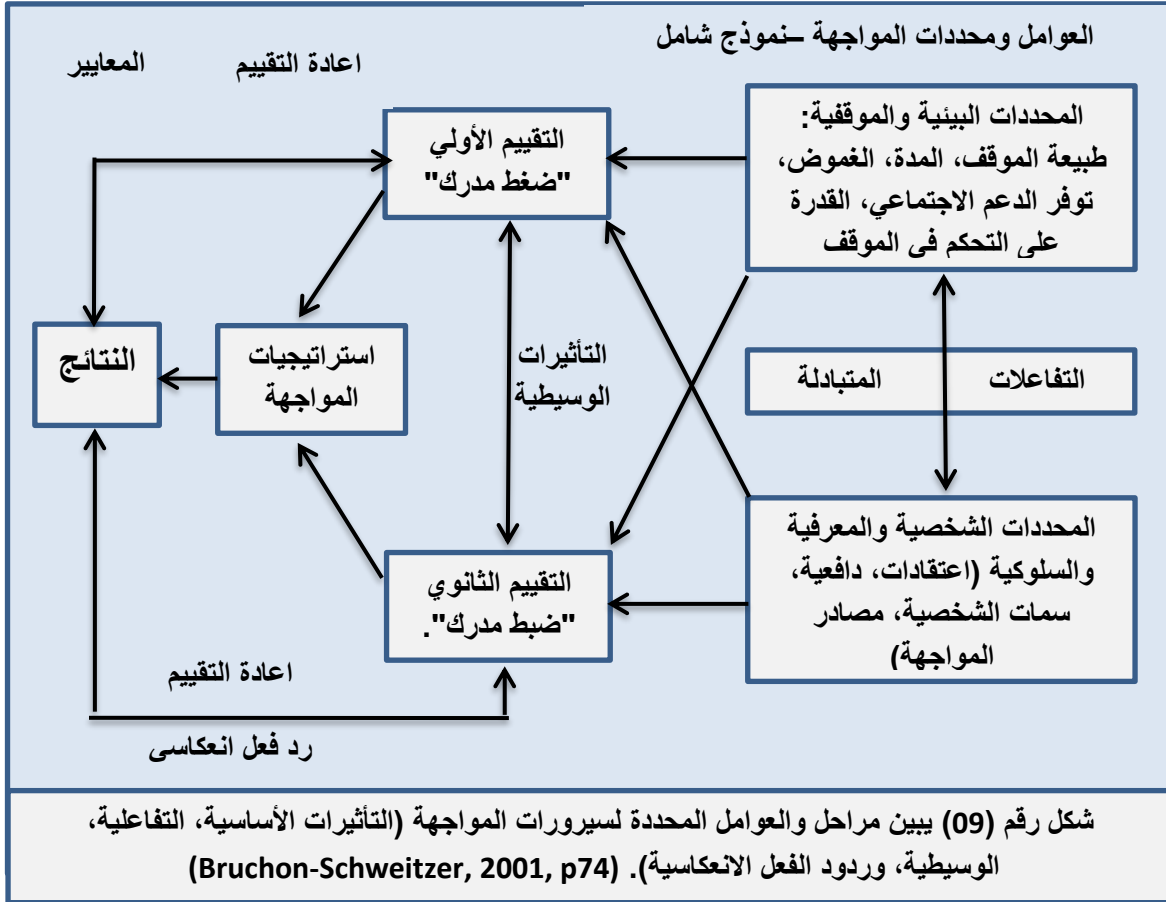 العوامل ومحددات المواجهة –نموذج شامل
اعادة التقييم
المعايير
المحددات البيئية والموقفية:
طبيعة الموقف، المدة، الغموض،
توفر الدعم الاجتماعي، القدرة
على التحكم في الموقف
التقييم الأولي
"ضغط مدرك"
التفاعلات
المتبادلة
التأثيرات
الوسيطية
استراتيجيات
المواجهة
النتائج
المحددات الشخصية والمعرفية
والسلوكية (اعتقادات، دافعية،
سمات الشخصية، مصادر
المواجهة)
التقييم الثانوي
"ضبط مدرك".
اعادة التقييم
رد فعل انعكاسي
شكل رقم (09) يبين مراحل والعوامل المحددة لسيرورات المواجهة (التأثيرات الأساسية، التفاعلية،
الوسيطية، وردود الفعل الانعكاسية). (Bruchon-Schweitzer, 2001, p74)